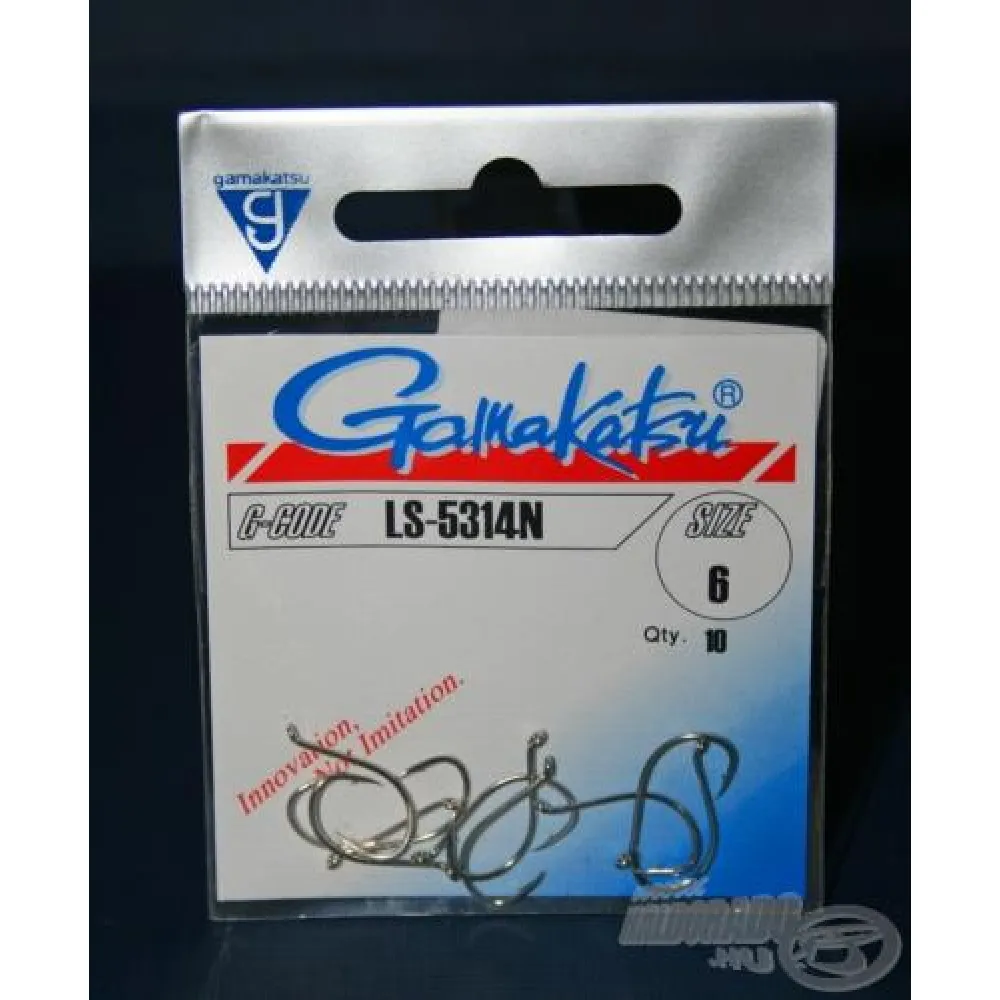 gamakatsu
g
Gamakatsu ®
G-CODE LS-5314N
SIZE
6
Qty. 10
Innovation,
Not Imitation.